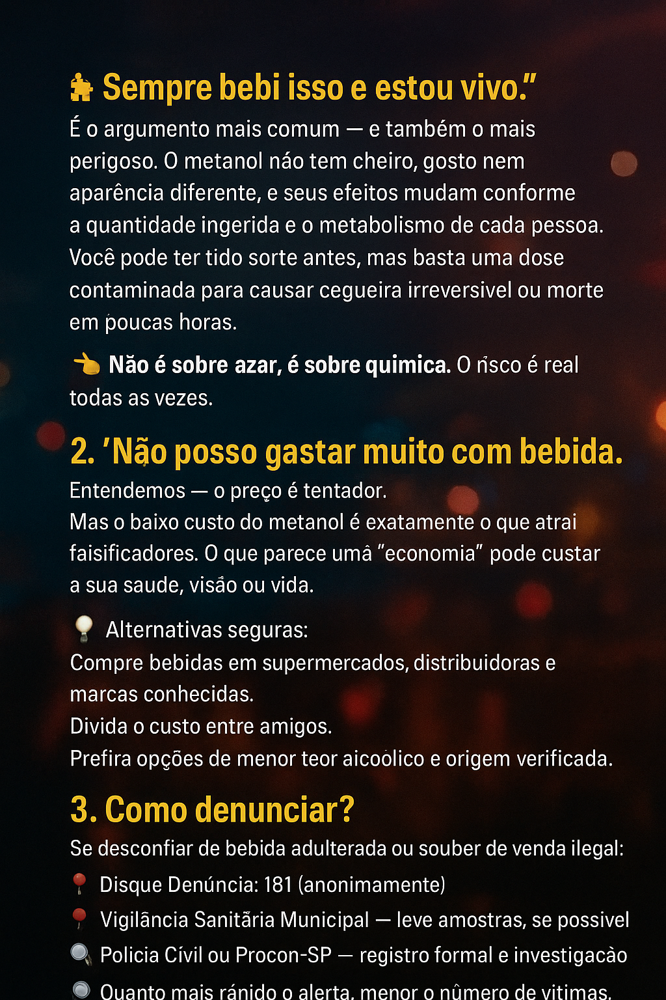 Sempre bebi isso e estou vivo.”
É o argumento mais comum — e também o mais
perigoso. O metanol náo tem cheiro, gosto nem
aparência diferente, e seus efeitos mudam conforme
a quantidade ingerida e o metabolismo de cada pessoa.
Você pode ter tido sorte antes, mas basta uma dose
contaminada para causar cegueira irreversivel ou morte
em poucas horas.
Não é sobre azar, é sobre quimica. O risco é real
todas as vezes.
2. ’Não posso gastar muito com bebida.
Entendemos — o preço é tentador.
Mas o baixo custo do metanol é exatamente o que atrai
faisificadores. O que parece umâ ”economia” pode custar
a sua saude, visão ou vida.
Alternativas seguras:
Compre bebidas em supermercados, distribuidoras e
marcas conhecidas.
Divida o custo entre amigos.
Prefira opções de menor teor aicoólico e origem verificada.
3. Como denunciar?
Se desconfiar de bebida adulterada ou souber de venda ilegal:
Disque Denúncia: 181 (anonimamente)
Vigilância Sanitãria Municipal — leve amostras, se possivel
Policia Cívil ou Procon-SP — registro formal e investigacào
Quanto mais ránido o alerta, menor o nûmero de vitimas.